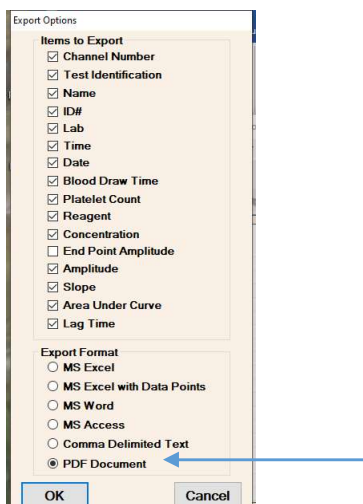 Export Options
Items to Export
Channel Number
Test Identification
Name
ID#
Lab
Time
Date
Blood Draw Time
Platelet Count
Reagent
Concentration
End Point Amplitude
Amplitude
Slope
Area Under Curve
Lag Time
Export Format
MS Excel
MS Excel with Data Points
MS Word
MS Access
Comma Delimited Text
PDF Document
OK Cancel